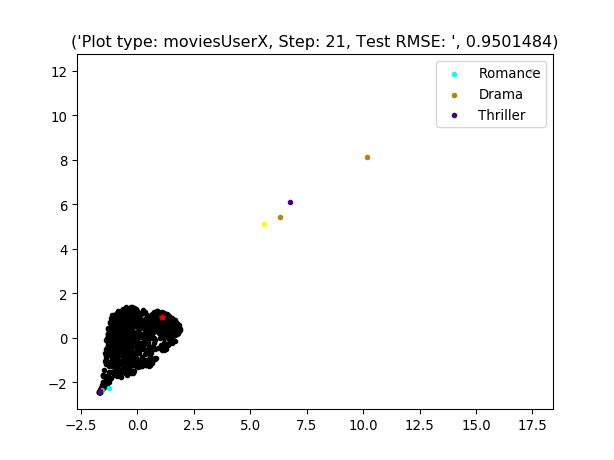 ('Plot type: moviesUserX, Step: 21, Test RMSE: ', 0.9501484)
12
10
8
6
4
2
0
−2
Romance
Drama
Thriller
−2.5 0.0 2.5 5.0 7.5 10.0 12.5 15.0 17.5